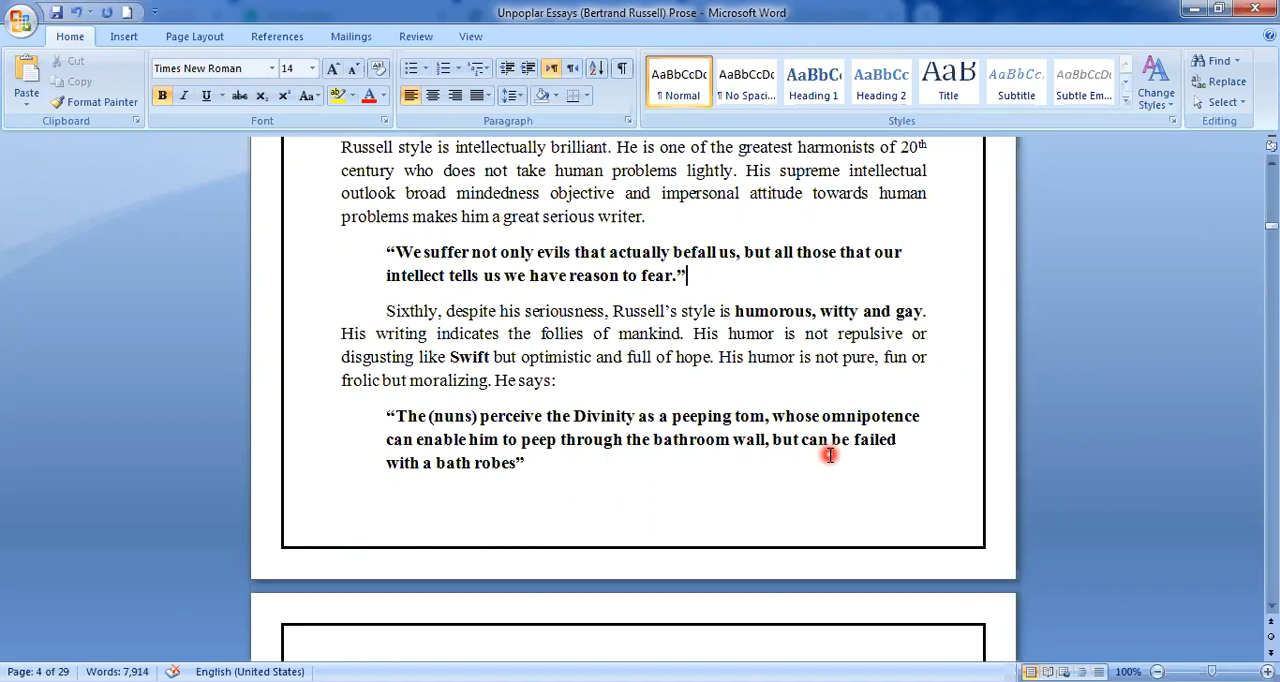 Unpoplar Essays (Bertrand Russell) Prose - Microsoft Word
Home Insert Page Layout References Mailings Review View
Paste
Cut
Copy
Format Painter
Clipboard
Times New Roman 14
Font
Paragraph
AaBbCcDc AaBbCcDc AaBbC AaBbCc AaB AaBbCc. AaBbCcDc
¶ Normal ¶ No Spaci... Heading 1 Heading 2 Title Subtitle Subtle Em...
Change Styles
Styles
Find
Replace
Select
Editing
Russell style is intellectually brilliant. He is one of the greatest harmonists of 20th
century who does not take human problems lightly. His supreme intellectual
outlook broad mindedness objective and impersonal attitude towards human
problems makes him a great serious writer.
“We suffer not only evils that actually befall us, but all those that our
intellect tells us we have reason to fear.”
Sixthly, despite his seriousness, Russell’s style is humorous, witty and gay.
His writing indicates the follies of mankind. His humor is not repulsive or
disgusting like Swift but optimistic and full of hope. His humor is not pure, fun or
frolic but moralizing. He says:
“The (nuns) perceive the Divinity as a peeping tom, whose omnipotence
can enable him to peep through the bathroom wall, but can be failed
with a bath robes”
Page: 4 of 29 Words: 7,914 English (United States) 100%